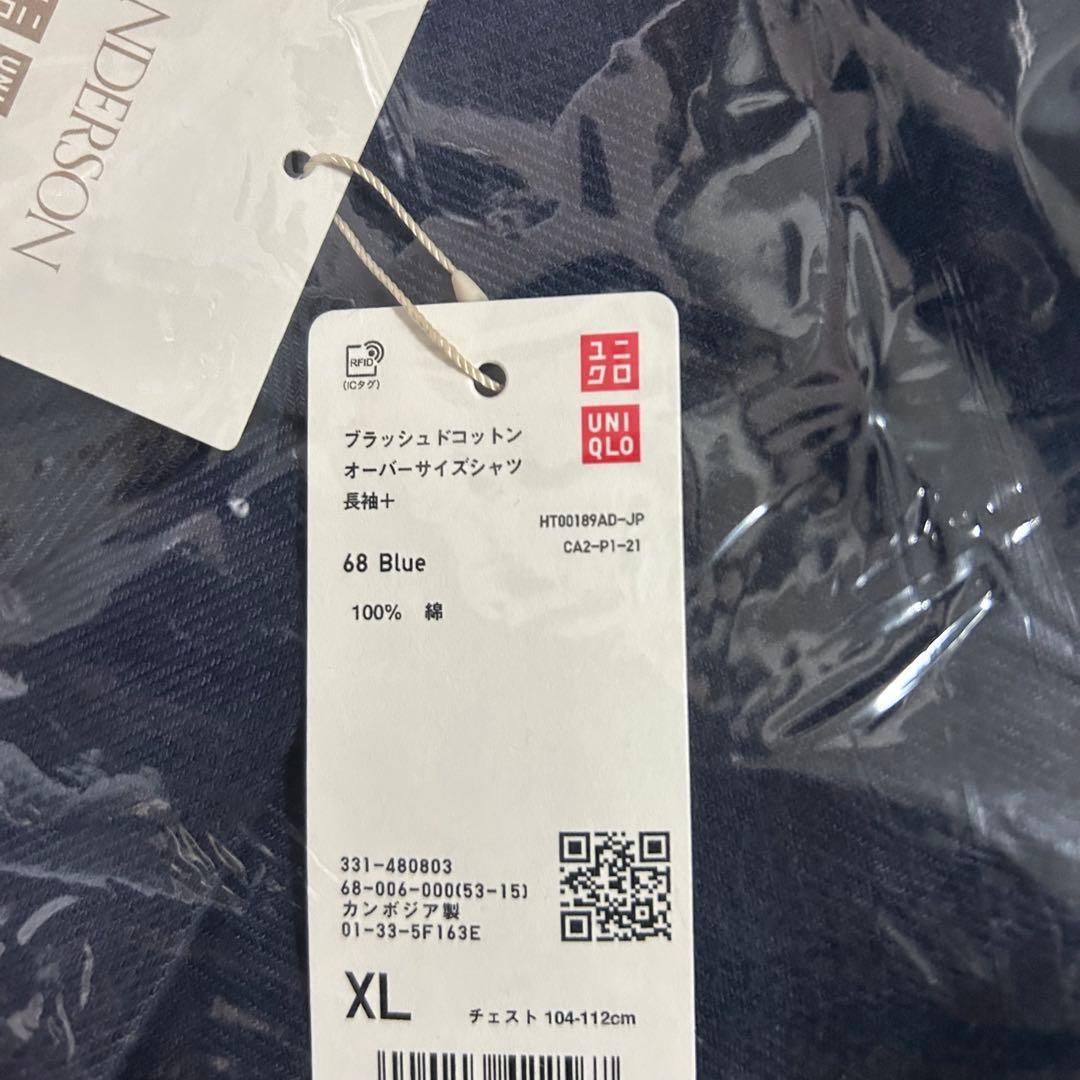 ANDERSON
UNI
RFID
(ICタグ)
ユニ
クロ
UNI
QLO
ブラッシュドコットン
オーバーサイズシャツ
長袖＋
HT00189AD-JP
CA2-P1-21
68 Blue
100% 綿
331-480803
68-006-000(53-15)
カンボジア製
01-33-5F163E
XL
チェスト 104-112cm